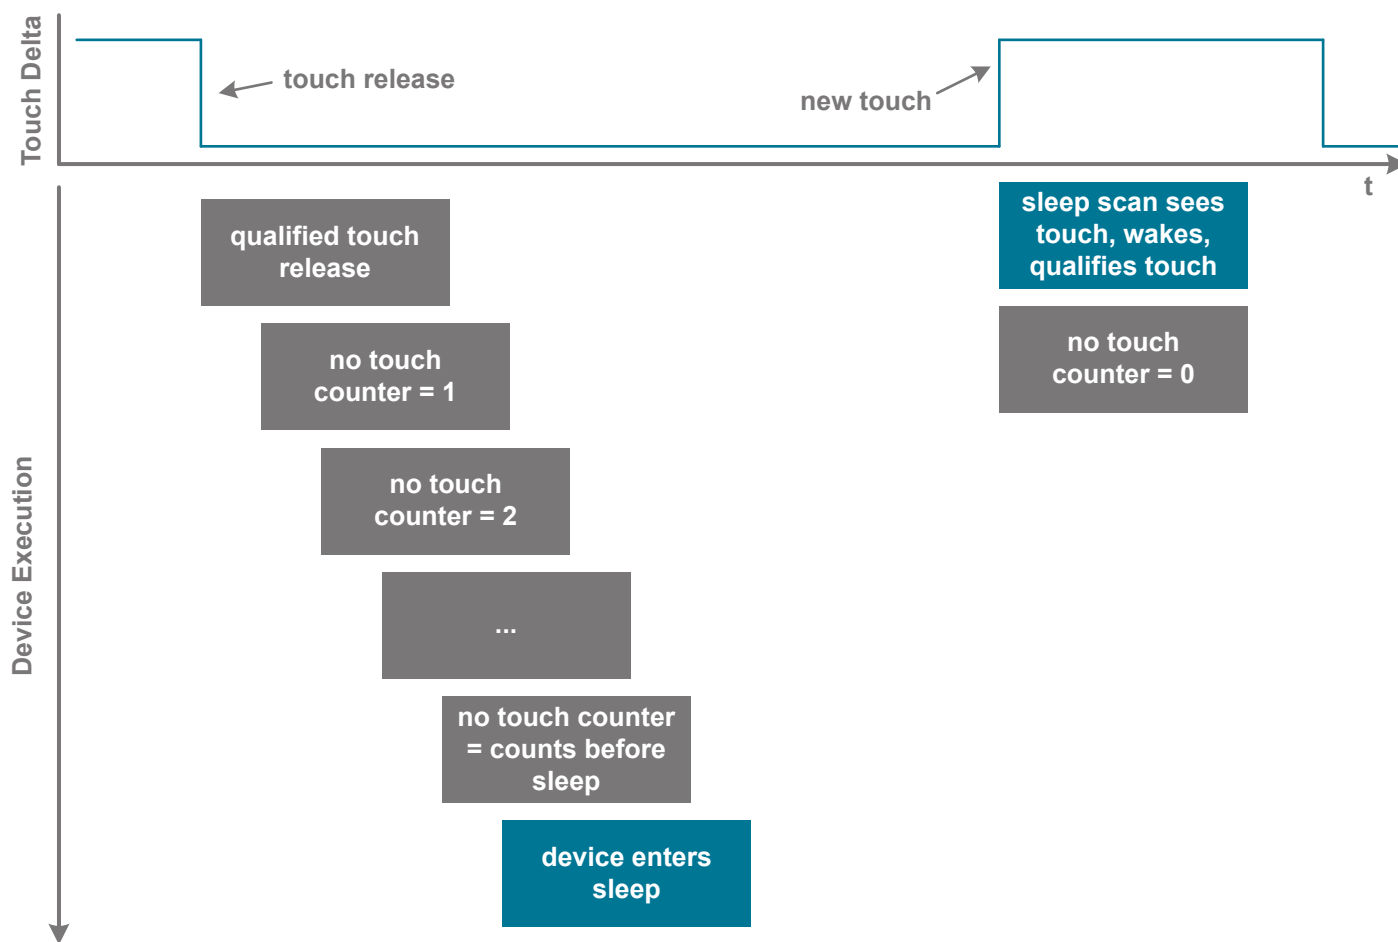 Touch Delta
touch release
new touch
t
Device Execution
qualified touch
release
no touch
counter = 1
no touch
counter = 2
...
no touch counter
= counts before
sleep
device enters
sleep
sleep scan sees
touch, wakes,
qualifies touch
no touch
counter = 0